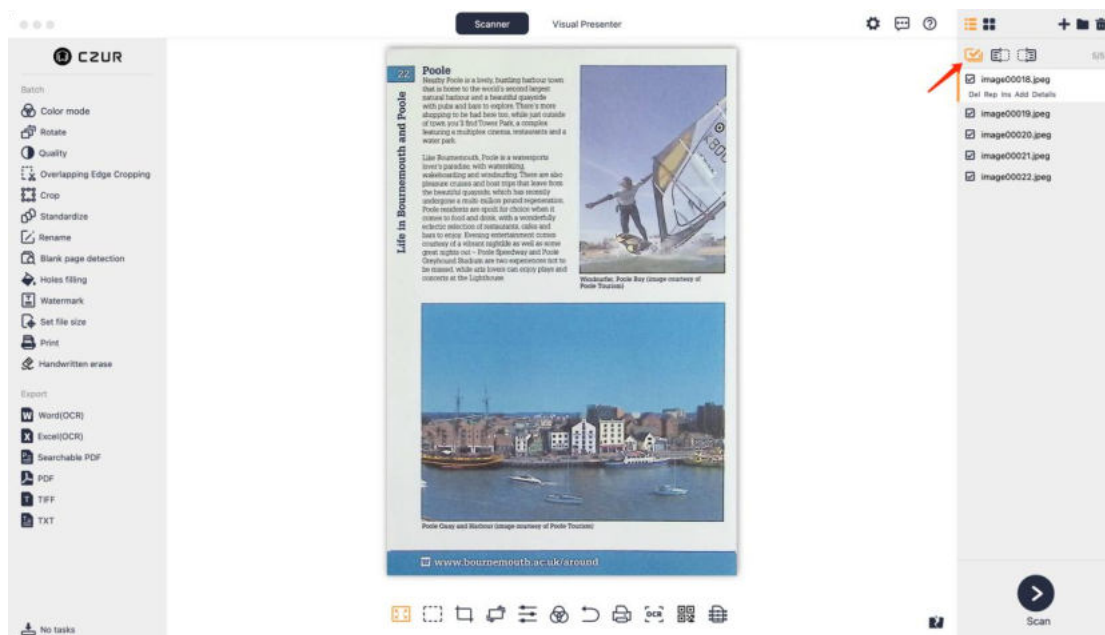 Scanner
Visual Presenter
CZUR
Batch
Color mode
Rotate
Quality
Overlapping Edge Cropping
Crop
Standardize
Rename
Blank page detection
Holes filling
Watermark
Set file size
Print
Handwritten erase
Export
Word(OCR)
Excel(OCR)
Searchable PDF
PDF
TIFF
TXT
No tasks
22
Life in Bournemouth and Poole
Poole
Nearby Poole is a lovely, bustling harbour town
that is home to the world's second largest
natural harbour and a beautiful quayside
with pubs and bars to explore. There's more
shopping to be had here too, while just outside
of town you'll find Tower Park, a complex
featuring a multiplex cinema, restaurants and a
water park.
Like Bournemouth, Poole is a watersports
lover's paradise, with waterskiing,
wakeboarding and windsurfing. There are also
pleasure cruises and boat trips that leave from
the beautiful quayside, which has recently
undergone a multi-million pound regeneration.
Poole residents are spoilt for choice when it
comes to food and drink, with a wonderfully
eclectic selection of restaurants, cafes and
bars to enjoy. Evening entertainment comes
courtesy of a vibrant nightlife as well as some
great nights out – Poole Speedway and Poole
Greyhound Stadium are two experiences not to
be missed, while arts lovers can enjoy plays and
concerts at the Lighthouse.
Windsurfer, Poole Bay (image courtesy of
Poole Tourism)
Poole Quay and Harbour (image courtesy of Poole Tourism)
www.bournemouth.ac.uk/around
OCR
5/5
image00018.jpeg
Del Rep Ins Add Details
image00019.jpeg
image00020.jpeg
image00021.jpeg
image00022.jpeg
Scan